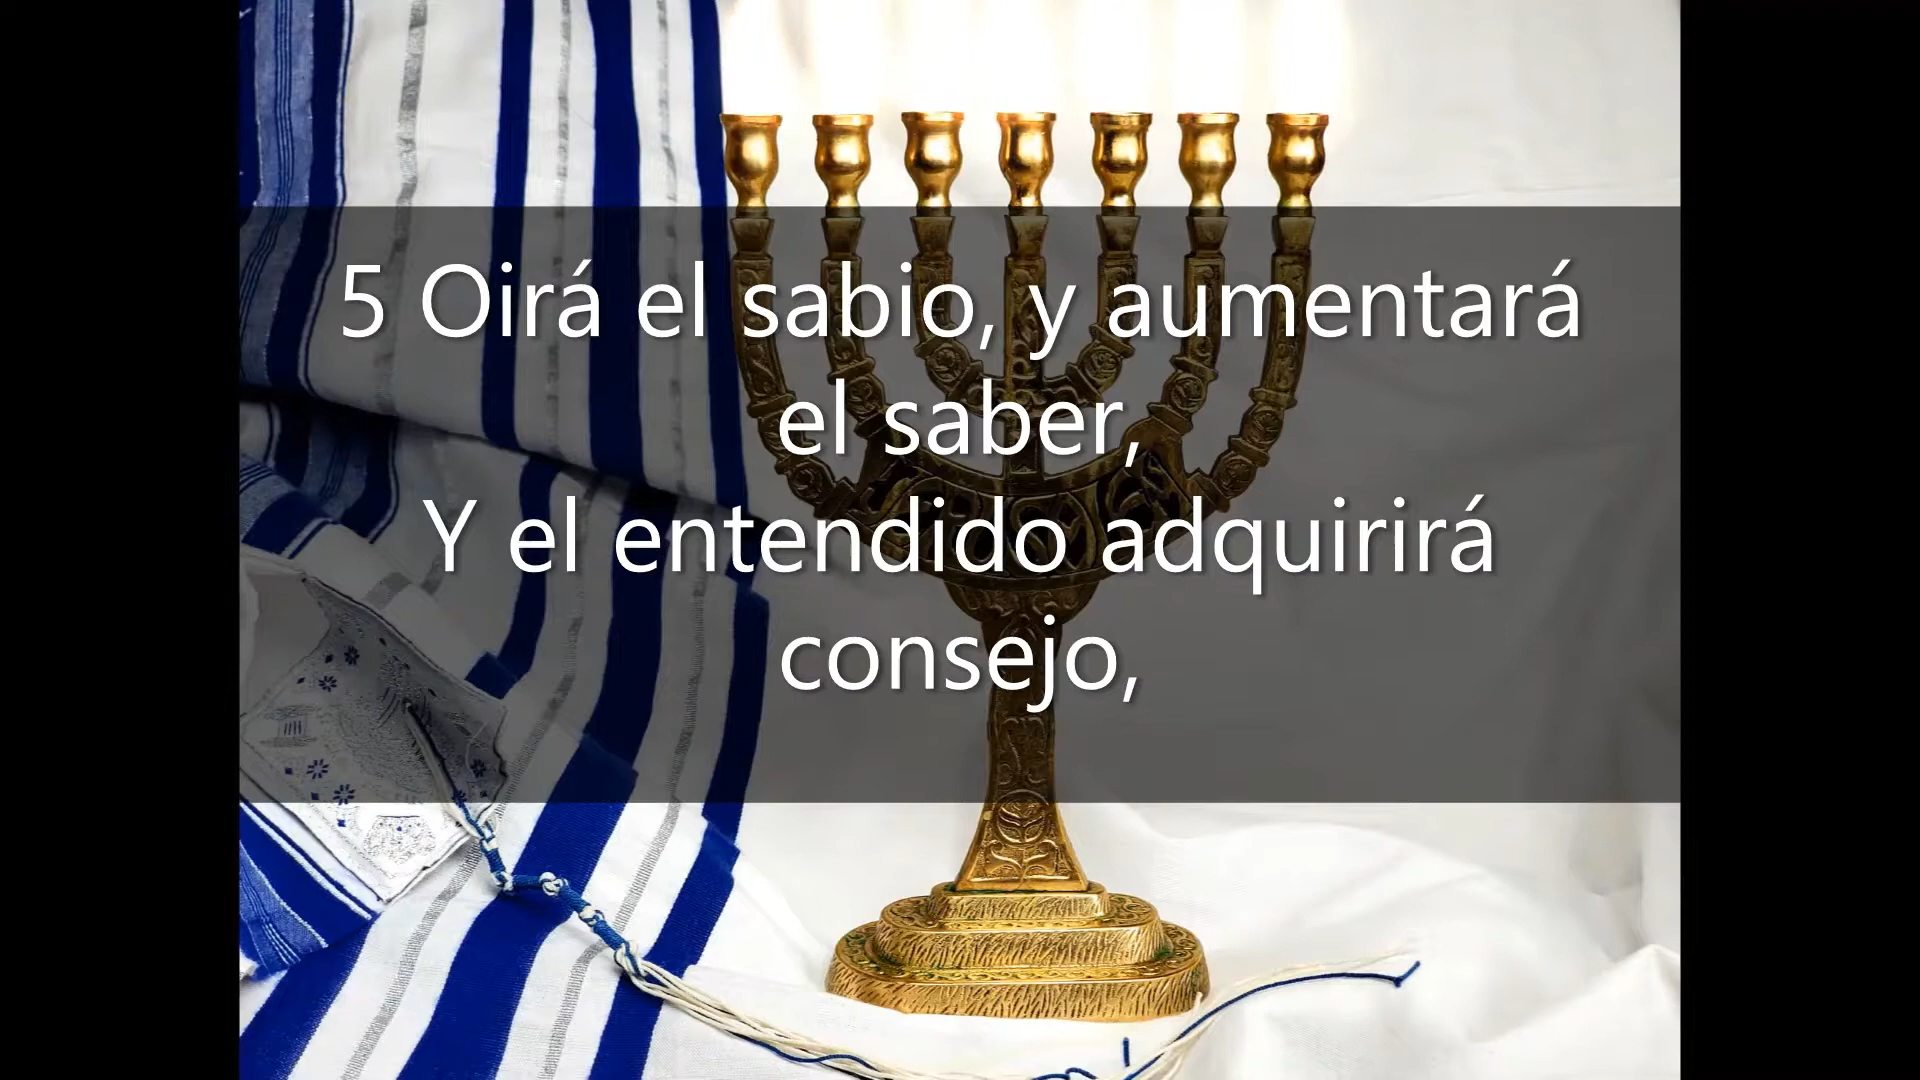 5 Oirá el sabio, y aumentará
el saber,
Y el entendido adquirirá
consejo,